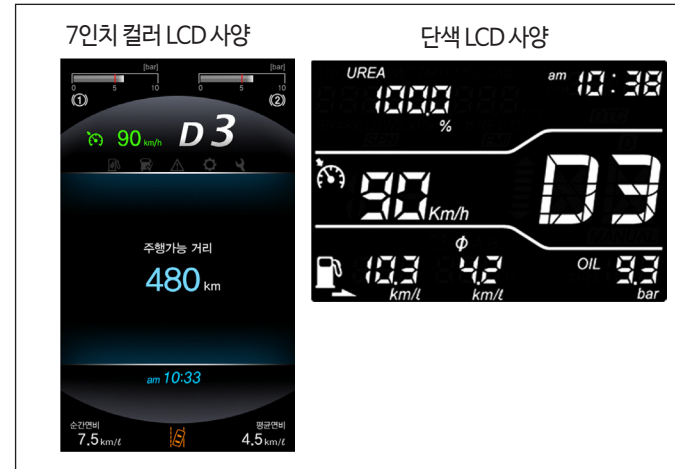 7인치 컬러 LCD 사양
단색 LCD 사양
[bar]
[bar]
0 5 10
0 5 10
(1)
(2)
90 km/h D 3
주행가능 거리
480 km
am 10:33
순간연비
7.5 km/ℓ
평균연비
4.5 km/ℓ
UREA
100.0
%
am 10:38
90 Km/h
D3
10.3
km/ℓ
Φ
4.2
km/ℓ
OIL 9.3
bar